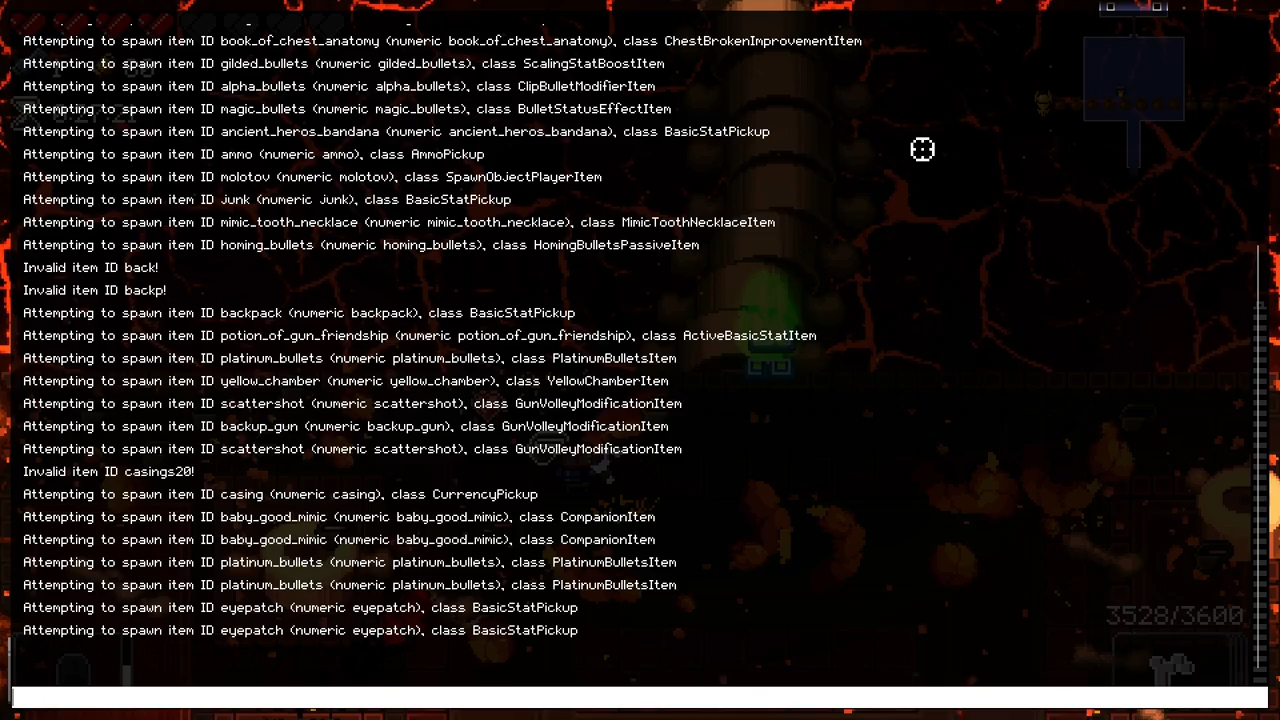 Attempting to spawn item ID book_of_chest_anatomy (numeric book_of_chest_anatomy), class ChestBrokenImprovementItem
Attempting to spawn item ID gilded_bullets (numeric gilded_bullets), class ScalingStatBoostItem
Attempting to spawn item ID alpha_bullets (numeric alpha_bullets), class ClipBulletModifierItem
Attempting to spawn item ID magic_bullets (numeric magic_bullets), class BulletStatusEffectItem
Attempting to spawn item ID ancient_heros_bandana (numeric ancient_heros_bandana), class BasicStatPickup
Attempting to spawn item ID ammo (numeric ammo), class AmmoPickup
Attempting to spawn item ID molotov (numeric molotov), class SpawnObjectPlayerItem
Attempting to spawn item ID junk (numeric junk), class BasicStatPickup
Attempting to spawn item ID mimic_tooth_necklace (numeric mimic_tooth_necklace), class MimicToothNecklaceItem
Attempting to spawn item ID homing_bullets (numeric homing_bullets), class HomingBulletsPassiveItem
Invalid item ID back!
Invalid item ID backp!
Attempting to spawn item ID backpack (numeric backpack), class BasicStatPickup
Attempting to spawn item ID potion_of_gun_friendship (numeric potion_of_gun_friendship), class ActiveBasicStatItem
Attempting to spawn item ID platinum_bullets (numeric platinum_bullets), class PlatinumBulletsItem
Attempting to spawn item ID yellow_chamber (numeric yellow_chamber), class YellowChamberItem
Attempting to spawn item ID scattershot (numeric scattershot), class GunVolleyModificationItem
Attempting to spawn item ID backup_gun (numeric backup_gun), class GunVolleyModificationItem
Attempting to spawn item ID scattershot (numeric scattershot), class GunVolleyModificationItem
Invalid item ID casings20!
Attempting to spawn item ID casing (numeric casing), class CurrencyPickup
Attempting to spawn item ID baby_good_mimic (numeric baby_good_mimic), class CompanionItem
Attempting to spawn item ID baby_good_mimic (numeric baby_good_mimic), class CompanionItem
Attempting to spawn item ID platinum_bullets (numeric platinum_bullets), class PlatinumBulletsItem
Attempting to spawn item ID platinum_bullets (numeric platinum_bullets), class PlatinumBulletsItem
Attempting to spawn item ID eyepatch (numeric eyepatch), class BasicStatPickup
Attempting to spawn item ID eyepatch (numeric eyepatch), class BasicStatPickup
3528/3600